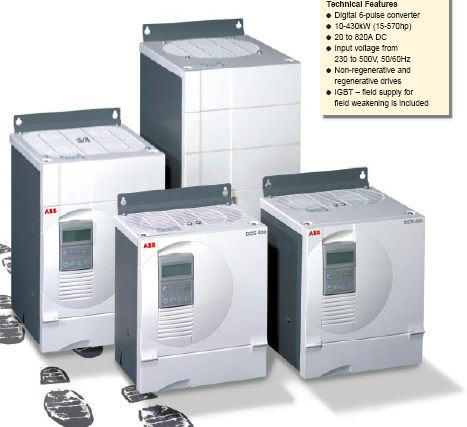 Technical Features
● Digital 6-pulse converter
● 10-430kW (15-570hp)
● 20 to 820A DC
● Input voltage from
230 to 500V, 50/60Hz
● Non-regenerative and
regenerative drives
● IGBT – field supply for
field weakening is included
ABB
ABB
DCS 400
ABB
DCS 400